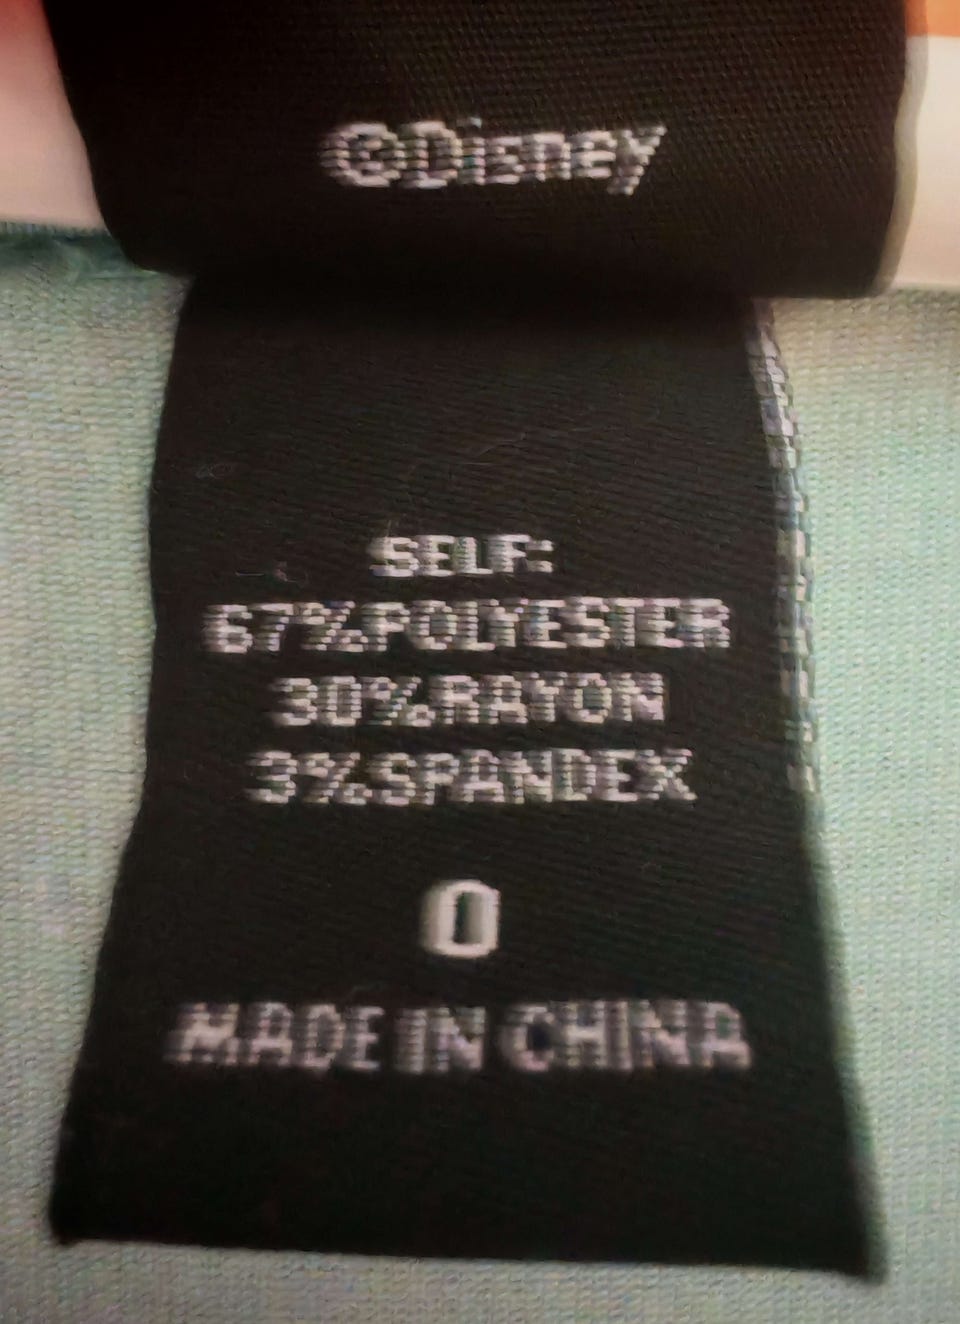 ©Disney
SELF:
67%POLYESTER
30%RAYON
3%SPANDEX
0
MADE IN CHINA